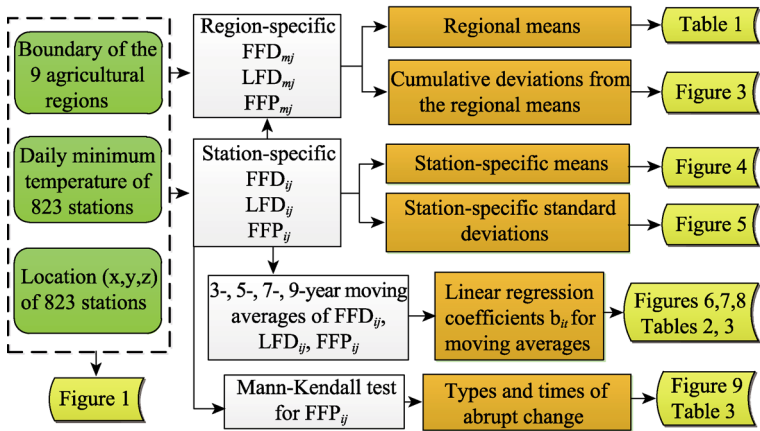 Boundary of the
9 agricultural
regions
Daily minimum
temperature of
823 stations
Location (x,y,z)
of 823 stations
Figure 1
Region-specific
FFDmj
LFDmj
FFPmj
Station-specific
FFDij
LFDij
FFPij
3-, 5-, 7-, 9-year moving
averages of FFDij,
LFDij, FFPij
Mann-Kendall test
for FFPij
Regional means
Cumulative deviations from
the regional means
Station-specific means
Station-specific standard
deviations
Linear regression
coefficients bit for
moving averages
Types and times of
abrupt change
Table 1
Figure 3
Figure 4
Figure 5
Figures 6,7,8
Tables 2, 3
Figure 9
Table 3